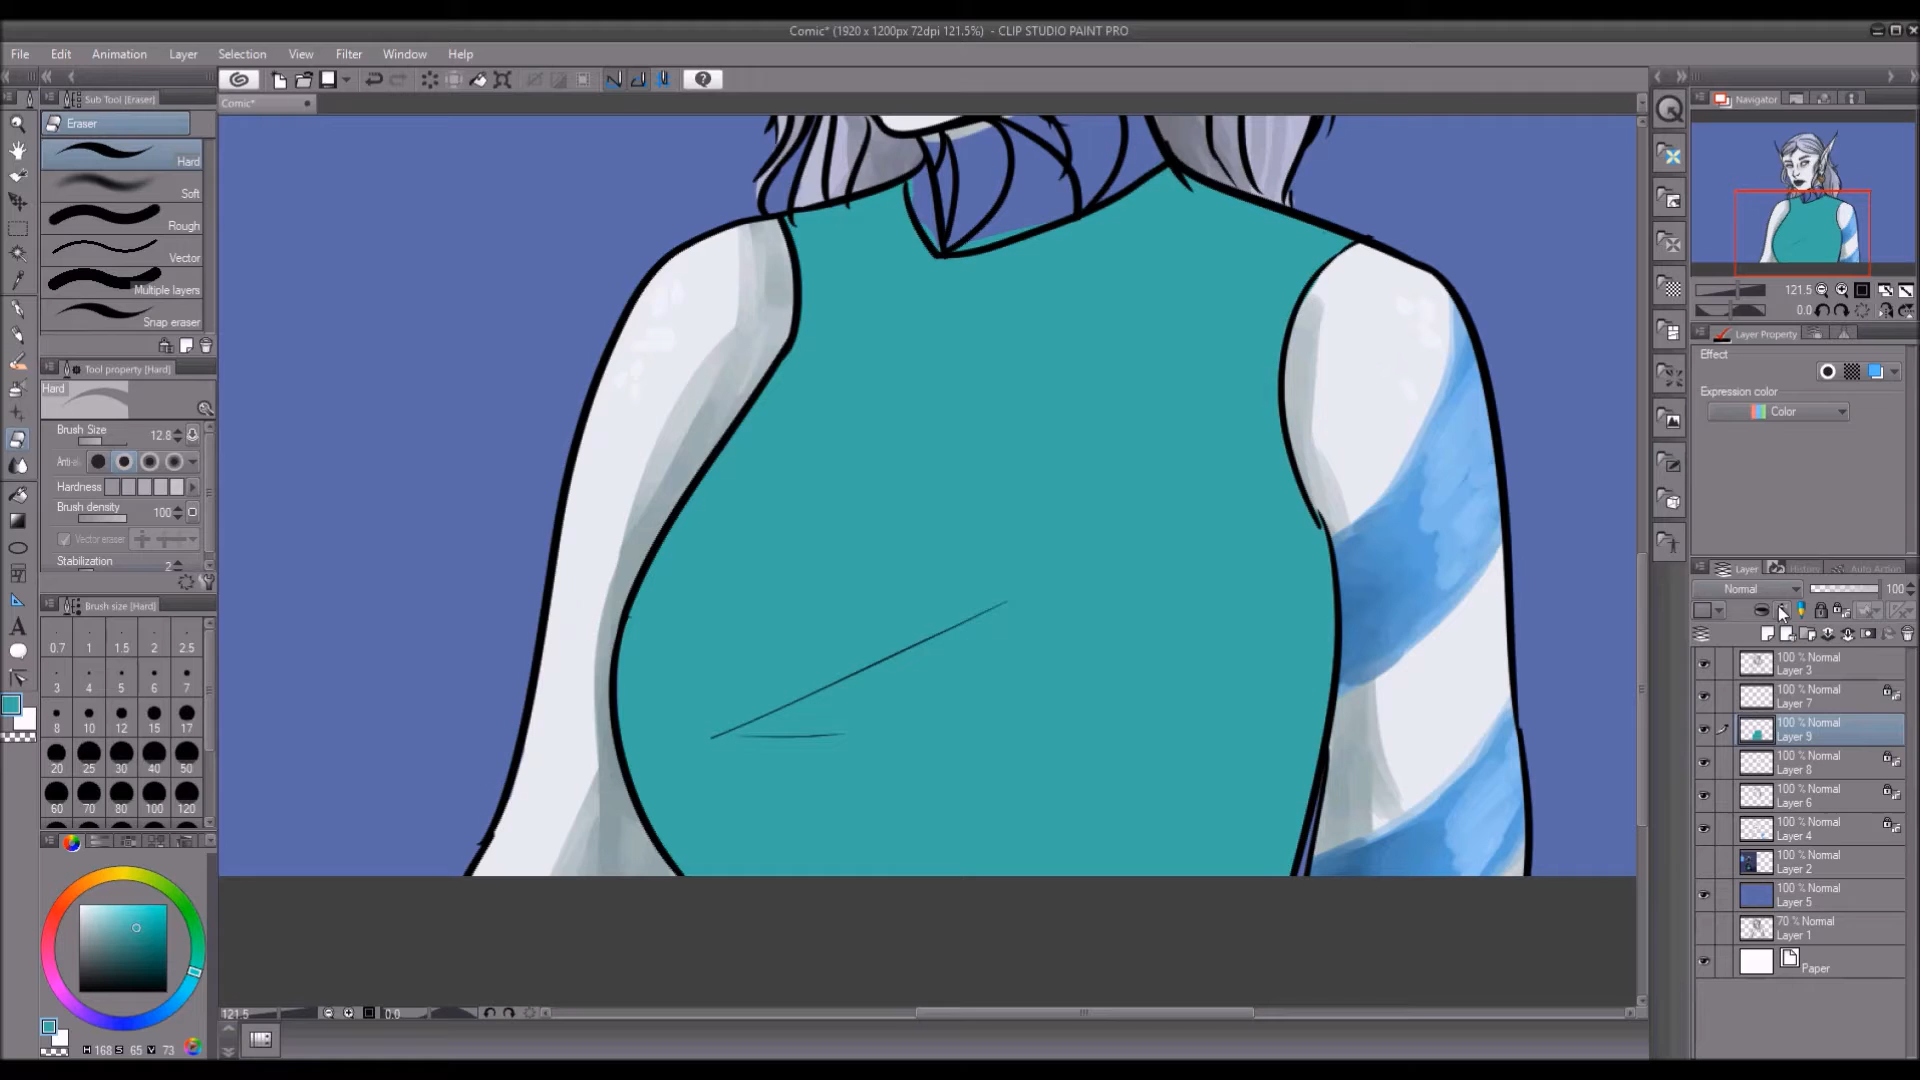 Comic* (1920 x 1200px 72dpi 121.5%) - CLIP STUDIO PAINT PRO
File Edit Animation Layer Selection View Filter Window Help
Sub Tool [Eraser]
Comic*
Eraser
Hard
Soft
Rough
Vector
Multiple layers
Snap eraser
Tool property [Hard]
Hard
Brush Size 12.8
Anti-
Hardness
Brush density 100
Vector eraser
Stabilization 2
Brush size [Hard]
0.7 1 1.5 2 2.5
3 4 5 6 7
8 10 12 15 17
20 25 30 40 50
60 70 80 100 120
H 168 S 65 V 73
121.5 0.0
Navigator
121.5
0.0
Layer Property
Effect
Expression color
Color
Layer History Auto Action
Normal 100
100 % Normal
Layer 3
100 % Normal
Layer 7
100 % Normal
Layer 9
100 % Normal
Layer 8
100 % Normal
Layer 6
100 % Normal
Layer 4
100 % Normal
Layer 2
100 % Normal
Layer 5
70 % Normal
Layer 1
Paper